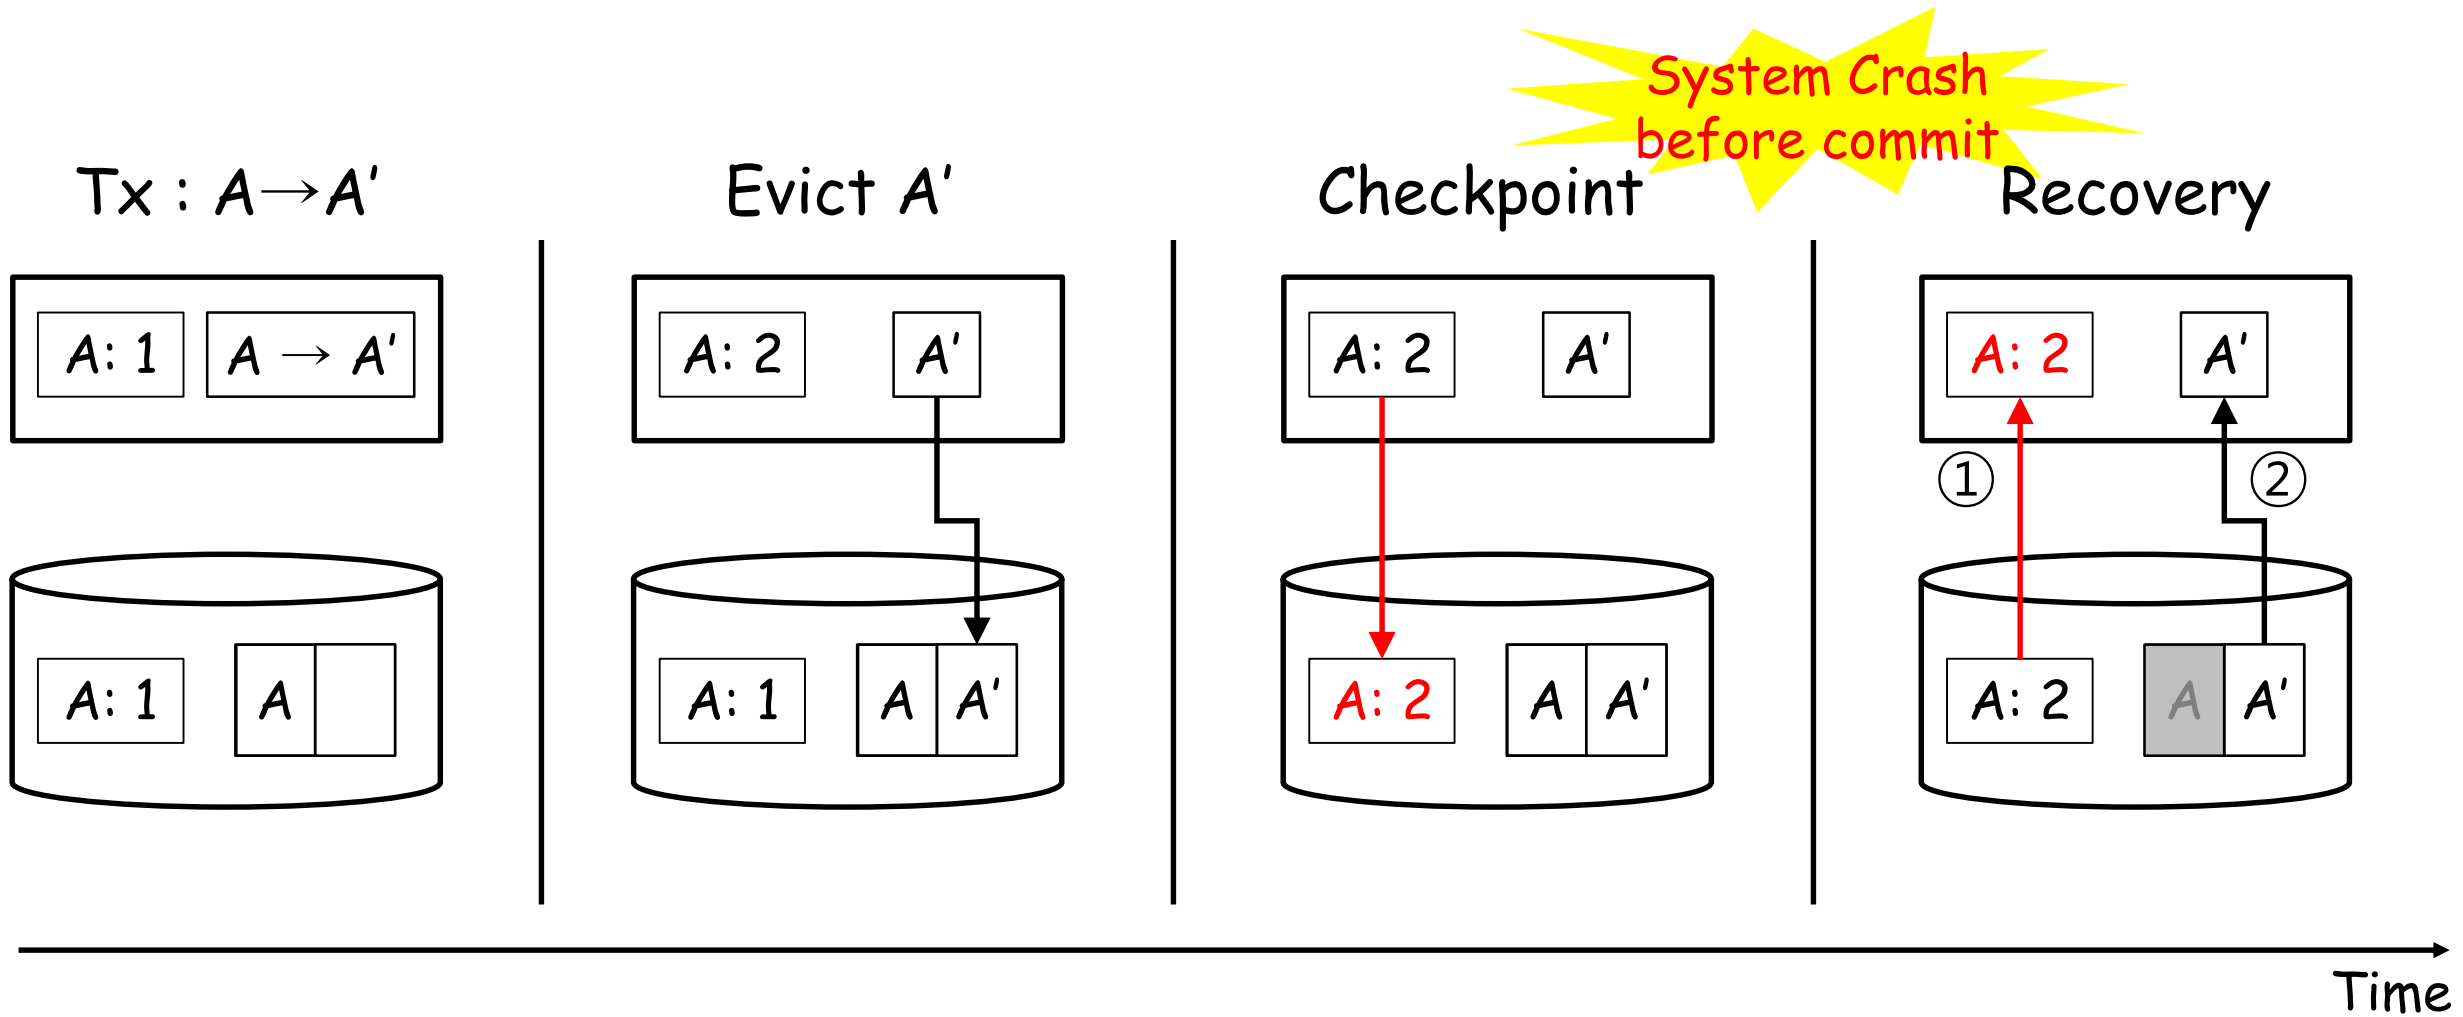 System Crash
before commit
Tx : A→A'
Evict A'
Checkpoint
Recovery
A: 1
A → A'
A: 2
A'
A: 2
A'
A: 2
A'
①
②
A: 1
A
A: 1
A
A'
A: 2
A
A'
A: 2
A
A'
Time